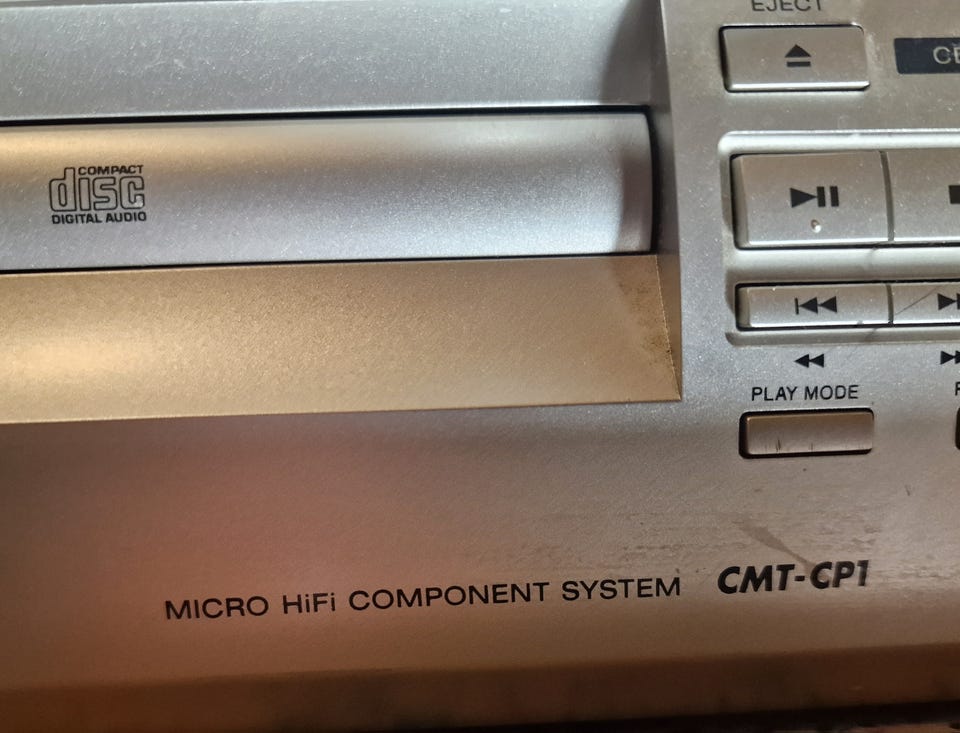 EJECT
COMPACT
disc
DIGITAL AUDIO
PLAY MODE
MICRO HiFi COMPONENT SYSTEM CMT-CP1